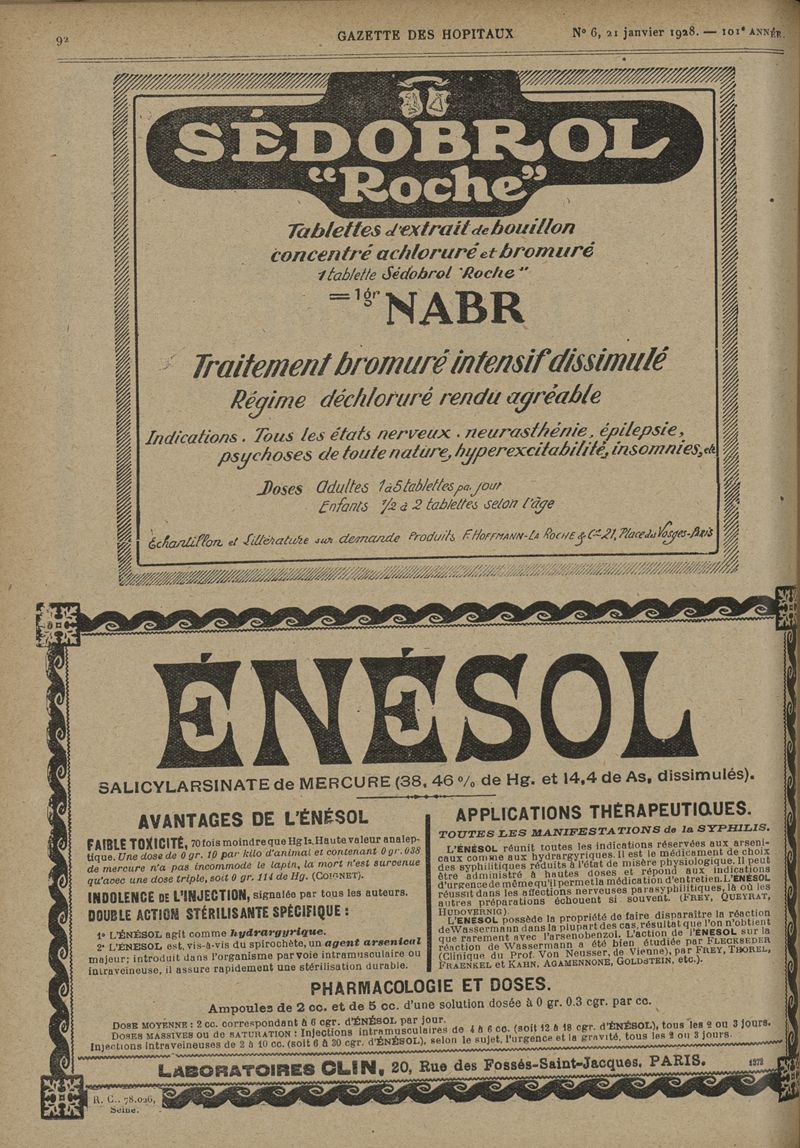 92
GAZETTE DES HOPITAUX
N° 6, 21 janvier 1928. — 101e ANNÉE.
SÉDOBROL
"Roche"
Tablettes d'extrait de bouillon
concentré achloruré et bromuré
1 tablette Sédobrol "Roche"
= 1gr NABR
Traitement bromuré intensif dissimulé
Régime déchloruré rendu agréable
Indications. Tous les états nerveux. neurasthénie, épilepsie,
psychoses de toute nature, hyperexcitabilité, insomnies, etc
Doses Adultes 1 à 5 tablettes pa. jour
Enfants 1/2 à 2 tablettes selon l'âge
Échantillon et Littérature sur demande Produits F. HOFFMANN-LA ROCHE & Cie 21, Place des Vosges-Paris
ÉNÉSOL
SALICYLARSINATE de MERCURE (38, 46 % de Hg. et 14,4 de As, dissimulés).
AVANTAGES DE L'ÉNÉSOL
FAIBLE TOXICITÉ, 70 fois moindre que Hg I2. Haute valeur analep-
tique. Une dose de 0 gr. 10 par kilo d'animal et contenant 0 gr. 038
de mercure n'a pas incommodé le lapin, la mort n'est survenue
qu'avec une dose triple, soit 0 gr. 114 de Hg. (COIGNET).
INDOLENCE DE L'INJECTION, signalée par tous les auteurs.
DOUBLE ACTION STÉRILISANTE SPÉCIFIQUE :
1° L'ÉNÉSOL agit comme hydrargyrique.
2° L'ÉNÉSOL est, vis-à-vis du spirochète, un agent arsenical
majeur; introduit dans l'organisme par voie intramusculaire ou
intraveineuse, il assure rapidement une stérilisation durable.
APPLICATIONS THÉRAPEUTIQUES.
TOUTES LES MANIFESTATIONS de la SYPHILIS.
L'ÉNÉSOL réunit toutes les indications réservées aux arseni-
caux comme aux hydrargyriques. Il est le médicament de choix
des syphilitiques réduits à l'état de misère physiologique. Il peut
être administré à hautes doses et répond aux indications
d'urgence de même qu'il permet la médication d'entretien. L'ÉNÉSOL
réussit dans les affections nerveuses parasyphilitiques, là où les
autres préparations échouent si souvent. (FREY, QUEYRAT,
HUDOVERNIG)
L'ÉNÉSOL possède la propriété de faire disparaître la réaction
de Wassermann dans la plupart des cas, résultat que l'on n'obtient
que rarement avec l'arsenobenzol. L'action de l'ÉNÉSOL sur la
réaction de Wassermann a été bien étudiée par FLECKSEDER
(Clinique du Prof. Von Neusser, de Vienne), par FREY, THOREL,
FRAENKEL et KAHN, AGAMENNONE, GOLDSTEIN, etc.).
PHARMACOLOGIE ET DOSES.
Ampoules de 2 cc. et de 5 cc. d'une solution dosée à 0 gr. 0.3 cgr. par cc.
DOSE MOYENNE : 2 cc. correspondant à 6 cgr. d'ÉNÉSOL par jour.
DOSES MASSIVES ou de SATURATION : Injections intramusculaires de 4 à 6 cc. (soit 12 à 18 cgr. d'ÉNÉSOL), tous les 2 ou 3 jours.
Injections intraveineuses de 2 à 10 cc. (soit 6 à 30 cgr. d'ÉNÉSOL), selon le sujet, l'urgence et la gravité, tous les 2 ou 3 jours.
LABORATOIRES CLIN, 20, Rue des Fossés-Saint-Jacques, PARIS.
1378
R. C.. 78.026,
Seine.